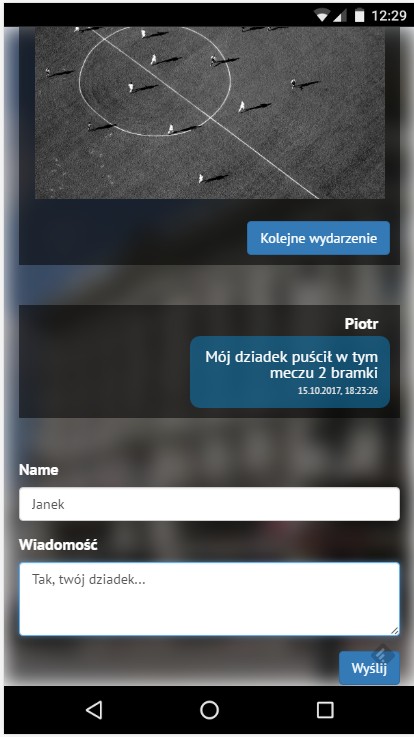 12:29
Kolejne wydarzenie
Piotr
Mój dziadek puścił w tym
meczu 2 bramki
15.10.2017, 18:23:26
Name
Janek
Wiadomość
Tak, twój dziadek...
Wyślij